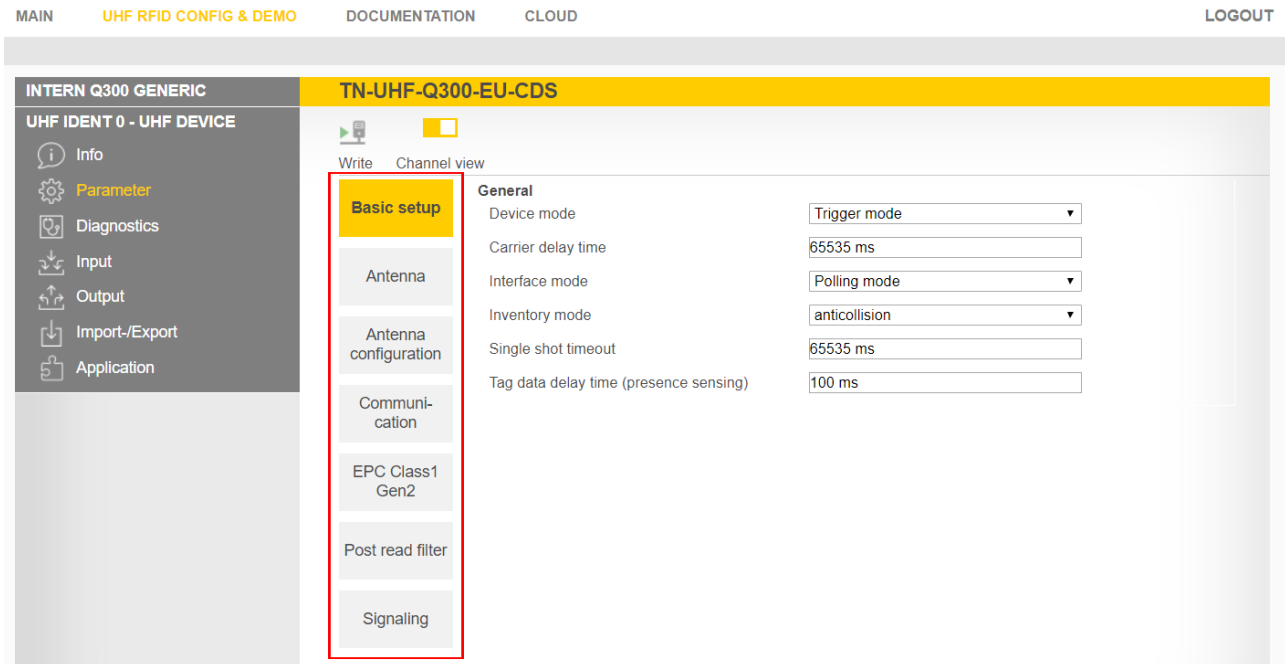 MAIN UHF RFID CONFIG & DEMO DOCUMENTATION CLOUD LOGOUT
INTERN Q300 GENERIC
UHF IDENT 0 - UHF DEVICE
Info
Parameter
Diagnostics
Input
Output
Import-/Export
Application
TN-UHF-Q300-EU-CDS
Write Channel view
Basic setup
Antenna
Antenna
configuration
Communi-
cation
EPC Class1
Gen2
Post read filter
Signaling
General
Device mode Trigger mode
Carrier delay time 65535 ms
Interface mode Polling mode
Inventory mode anticollision
Single shot timeout 65535 ms
Tag data delay time (presence sensing) 100 ms